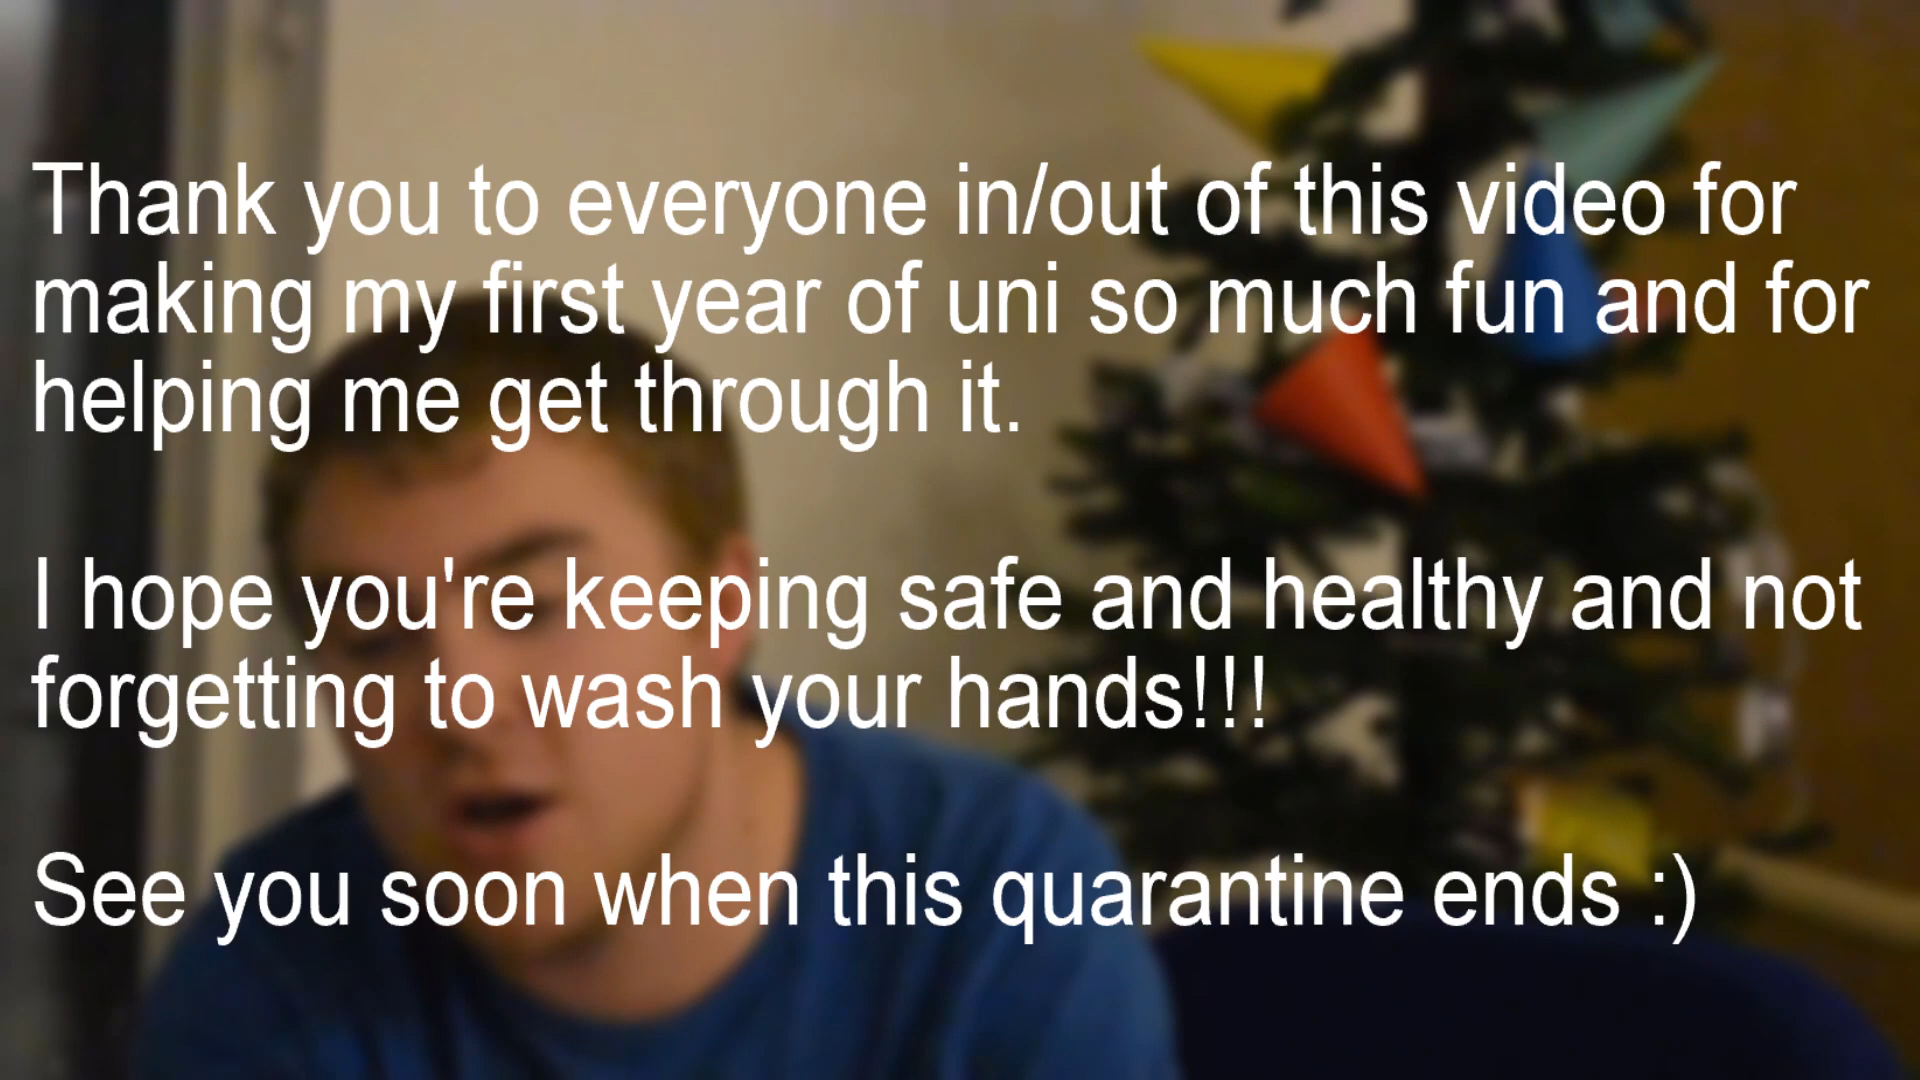 Thank you to everyone in/out of this video for
making my first year of uni so much fun and for
helping me get through it.
I hope you're keeping safe and healthy and not
forgetting to wash your hands!!!
See you soon when this quarantine ends :)